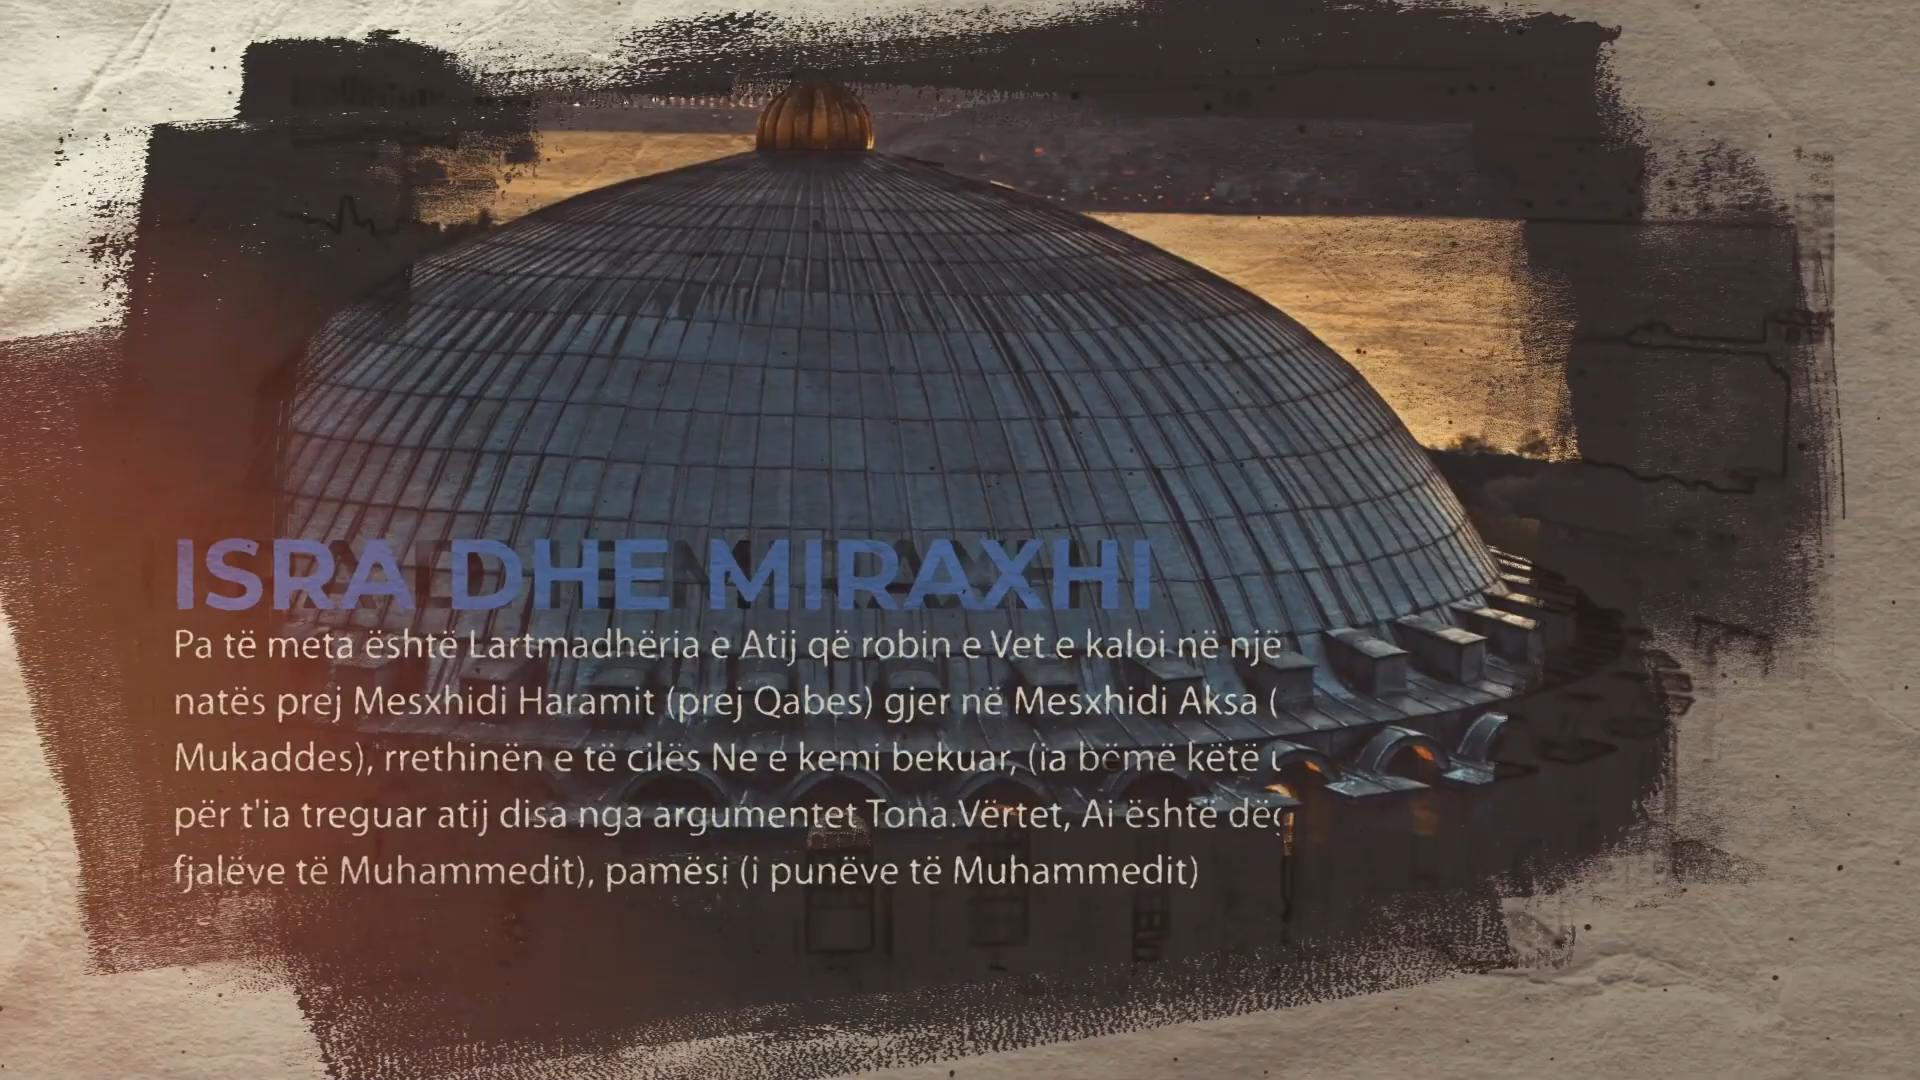 ISRA DHE MIRAXHI
Pa të meta është Lartmadhëria e Atij që robin e Vet e kaloi në një
natës prej Mesxhidi Haramit (prej Qabes) gjer në Mesxhidi Aksa (
Mukaddes), rrethinën e të cilës Ne e kemi bekuar, (ia bëmë këtë
për t'ia treguar atij disa nga argumentet Tona.Vërtet, Ai është
fjalëve të Muhammedit), pamësi (i punëve të Muhammedit)